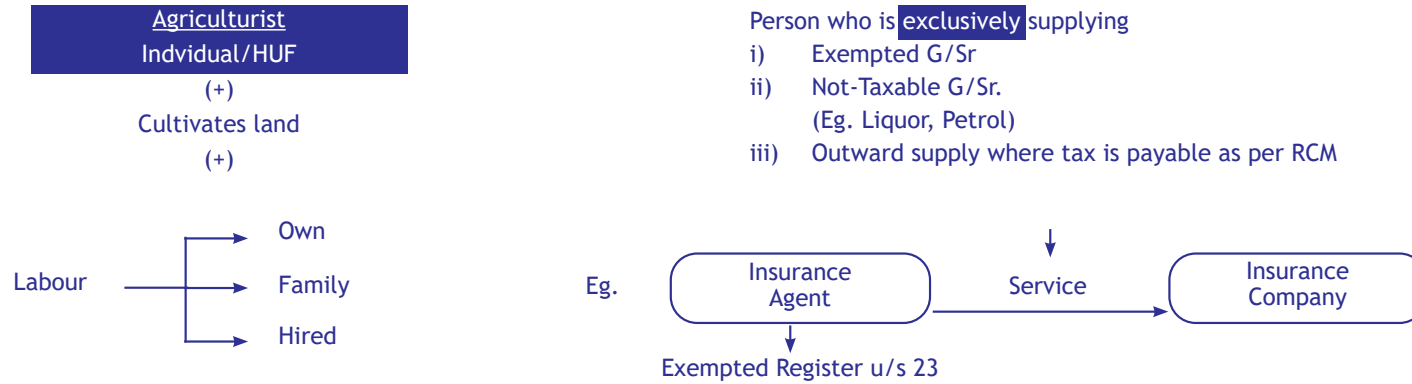 Agriculturist
Indvidual/HUF
(+)
Cultivates land
(+)
Labour
Own
Family
Hired
Person who is exclusively supplying
i) Exempted G/Sr
ii) Not-Taxable G/Sr.
(Eg. Liquor, Petrol)
iii) Outward supply where tax is payable as per RCM
Eg.
Insurance
Agent
Service
Insurance
Company
Exempted Register u/s 23